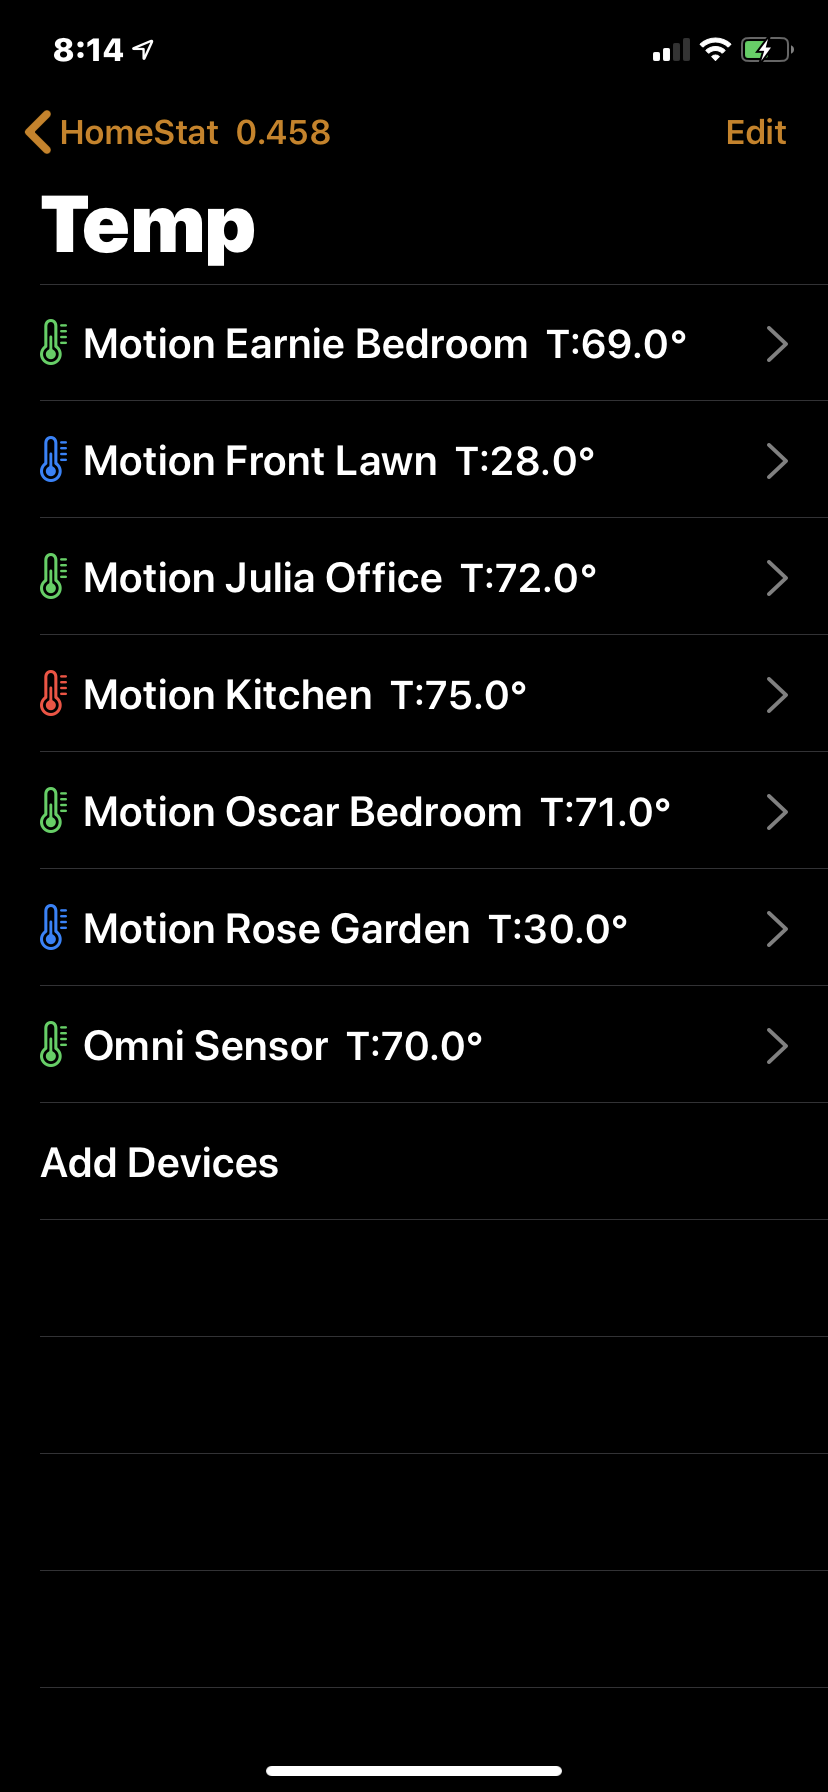 8:14
HomeStat 0.458 Edit
Temp
Motion Earnie Bedroom T:69.0°
Motion Front Lawn T:28.0°
Motion Julia Office T:72.0°
Motion Kitchen T:75.0°
Motion Oscar Bedroom T:71.0°
Motion Rose Garden T:30.0°
Omni Sensor T:70.0°
Add Devices